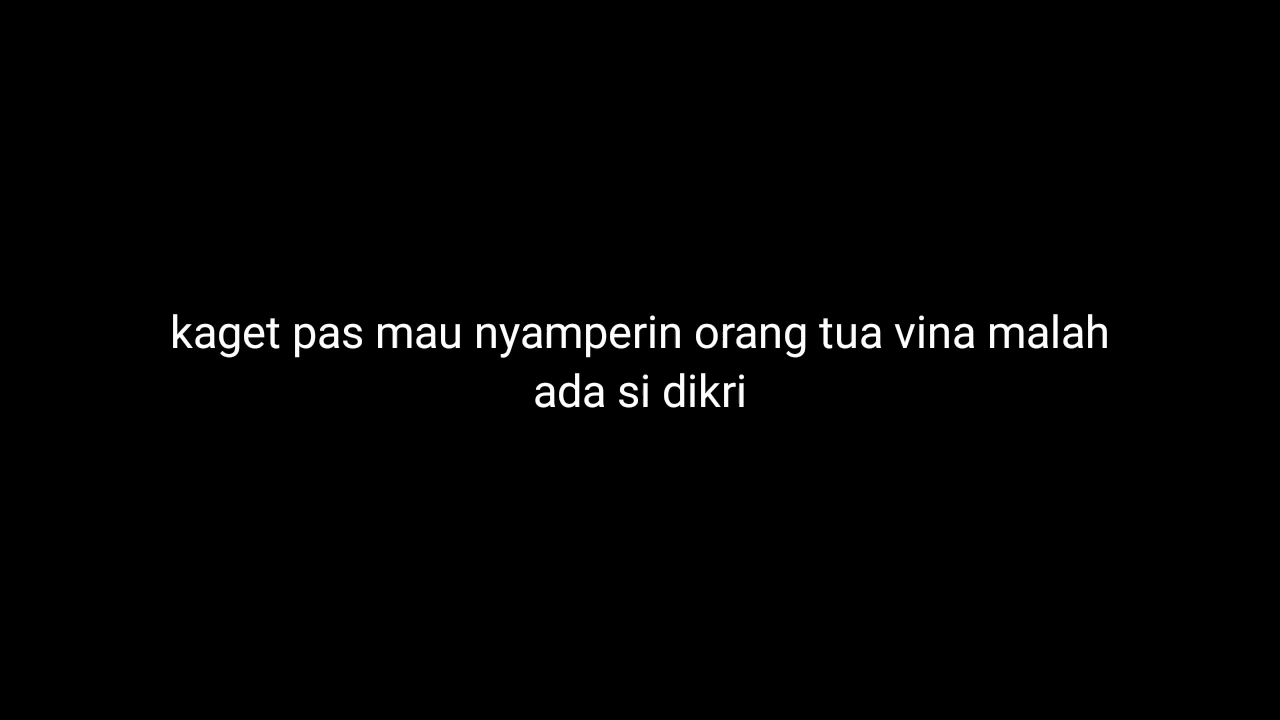 kaget pas mau nyamperin orang tua vina malah
ada si dikri